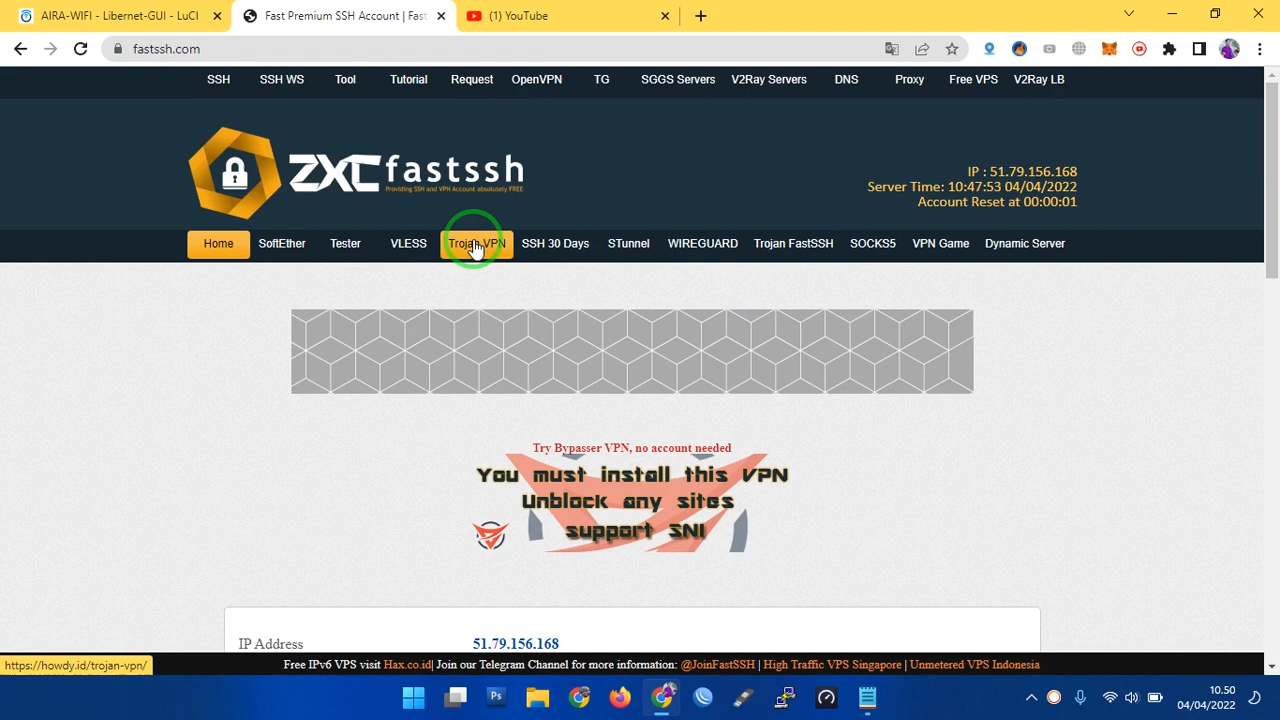 AIRA-WIFI - Libernet-GUI - LuCI
Fast Premium SSH Account | Fast
(1) YouTube
fastssh.com
SSH
SSH WS
Tool
Tutorial
Request
OpenVPN
TG
SGGS Servers
V2Ray Servers
DNS
Proxy
Free VPS
V2Ray LB
ZXCfastssh
Providing SSH and VPN Account absolutely FREE
IP : 51.79.156.168
Server Time: 10:47:53 04/04/2022
Account Reset at 00:00:01
Home
SoftEther
Tester
VLESS
Trojan VPN
SSH 30 Days
STunnel
WIREGUARD
Trojan FastSSH
SOCKS5
VPN Game
Dynamic Server
Try Bypasser VPN, no account needed
You must install this VPN
Unblock any sites
support SNI
IP Address
51.79.156.168
https://howdy.id/trojan-vpn/
Free IPv6 VPS visit Hax.co.id| Join our Telegram Channel for more information: @JoinFastSSH | High Traffic VPS Singapore | Unmetered VPS Indonesia
Ps
10.50
04/04/2022